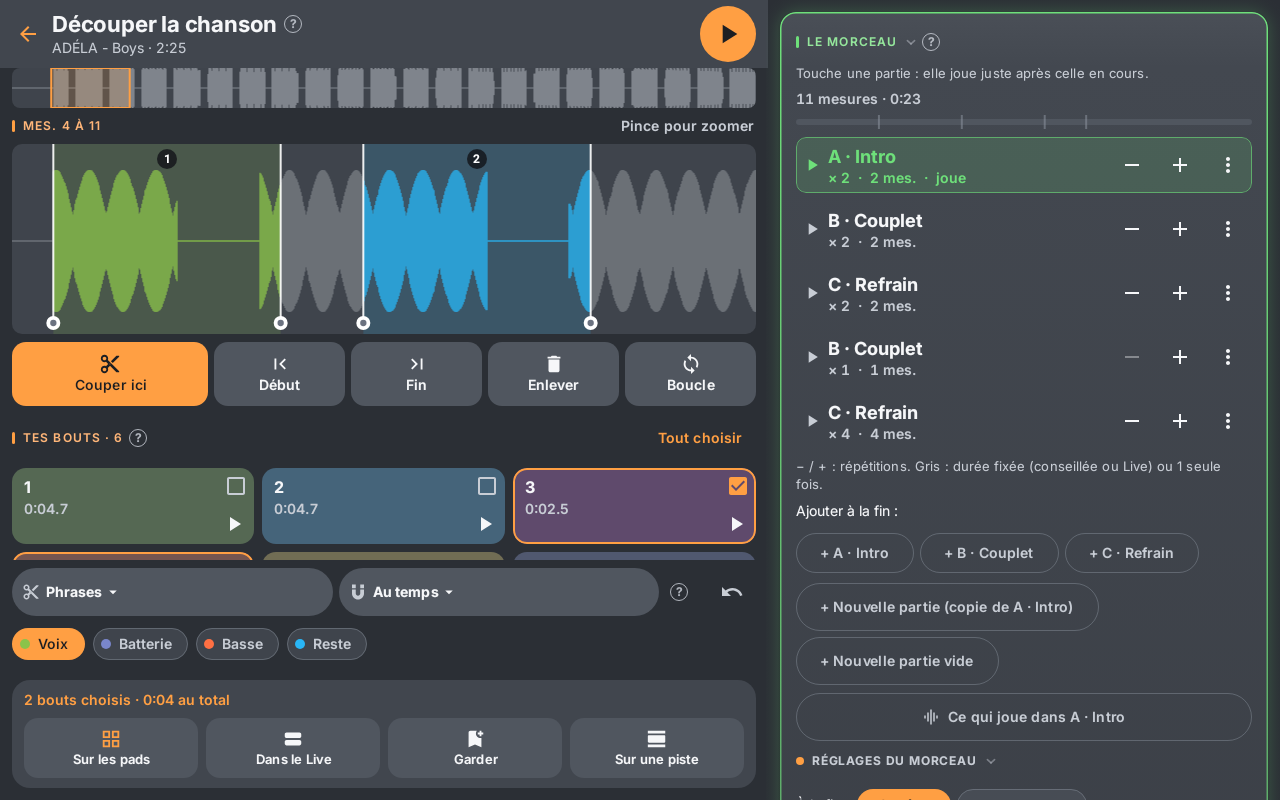 Découper la chanson ?
ADÉLA - Boys · 2:25
MES. 4 À 11
Pince pour zoomer
1
2
Couper ici
Début
Fin
Enlever
Boucle
TES BOUTS · 6 ?
Tout choisir
1
0:04.7
2
0:04.7
3
0:02.5
Phrases
Au temps
?
Voix
Batterie
Basse
Reste
2 bouts choisis · 0:04 au total
Sur les pads
Dans le Live
Garder
Sur une piste
LE MORCEAU ?
Touche une partie : elle joue juste après celle en cours.
11 mesures · 0:23
A · Intro
× 2 · 2 mes. · joue
B · Couplet
× 2 · 2 mes.
C · Refrain
× 2 · 2 mes.
B · Couplet
× 1 · 1 mes.
C · Refrain
× 4 · 4 mes.
− / + : répétitions. Gris : durée fixée (conseillée ou Live) ou 1 seule
fois.
Ajouter à la fin :
+ A · Intro
+ B · Couplet
+ C · Refrain
+ Nouvelle partie (copie de A · Intro)
+ Nouvelle partie vide
Ce qui joue dans A · Intro
RÉGLAGES DU MORCEAU